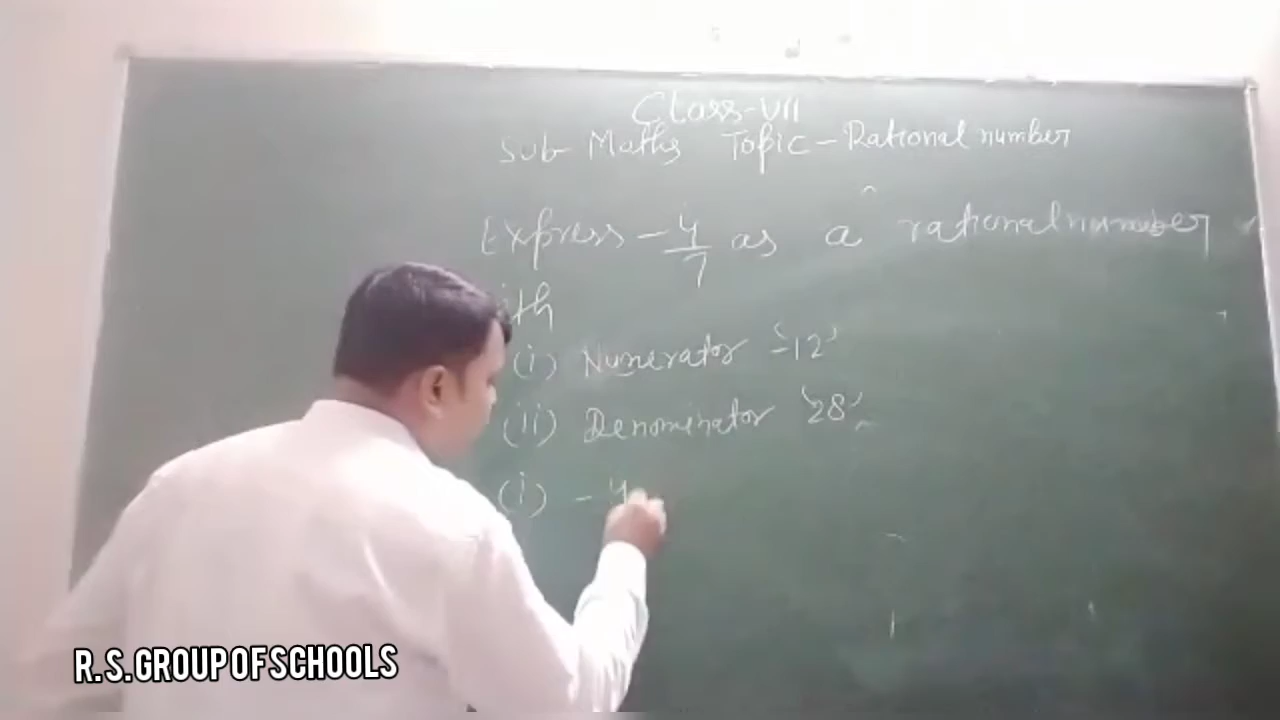 Class-VII
Sub- Maths Topic - Rational number
Express -4/7 as a rational number
ith
(i) Numerator '-12'
(ii) Denominator '28'
(i) - 4
R.S. GROUP OF SCHOOLS